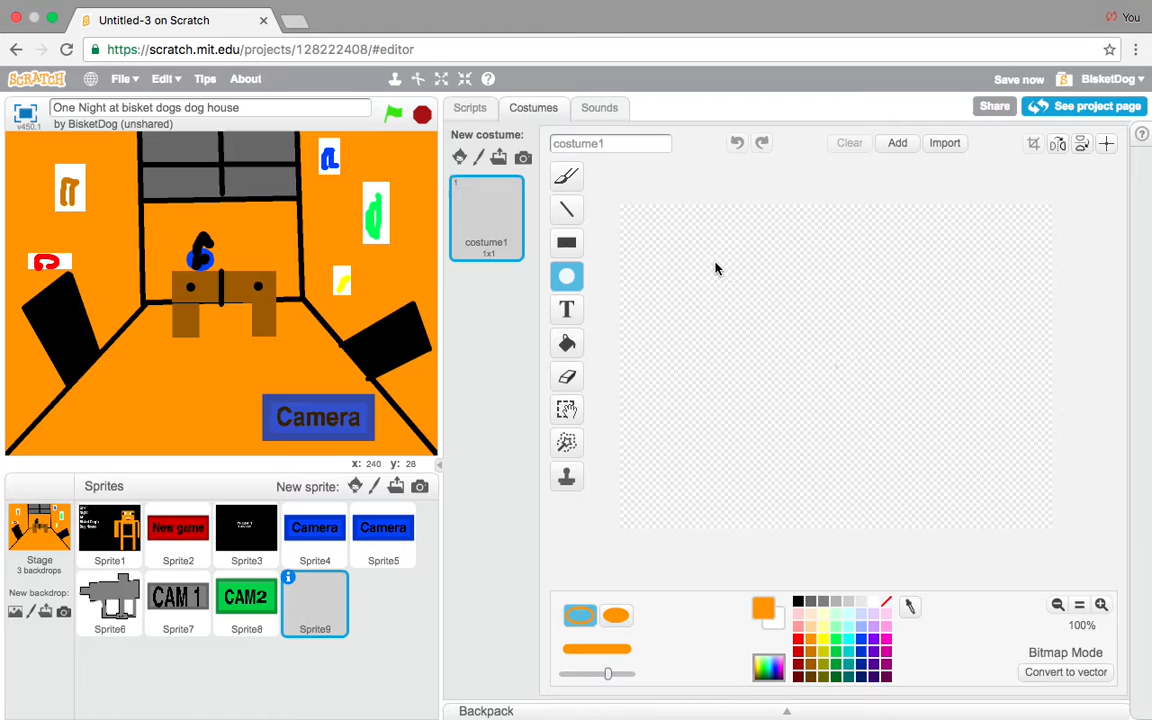 Untitled-3 on Scratch
You
https://scratch.mit.edu/projects/128222408/#editor
SCRATCH
File
Edit
Tips
About
Save now
BisketDog
One Night at bisket dogs dog house
by BisketDog (unshared)
v450.1
Scripts
Costumes
Sounds
Share
See project page
New costume:
costume1
Clear
Add
Import
1
costume1
1x1
T
Camera
x: 240 y: 28
Sprites
New sprite:
Stage
3 backdrops
New backdrop:
Sprite1
New game
Sprite2
Sprite3
Camera
Sprite4
Camera
Sprite5
Sprite6
CAM 1
Sprite7
CAM2
Sprite8
Sprite9
100%
Bitmap Mode
Convert to vector
Backpack